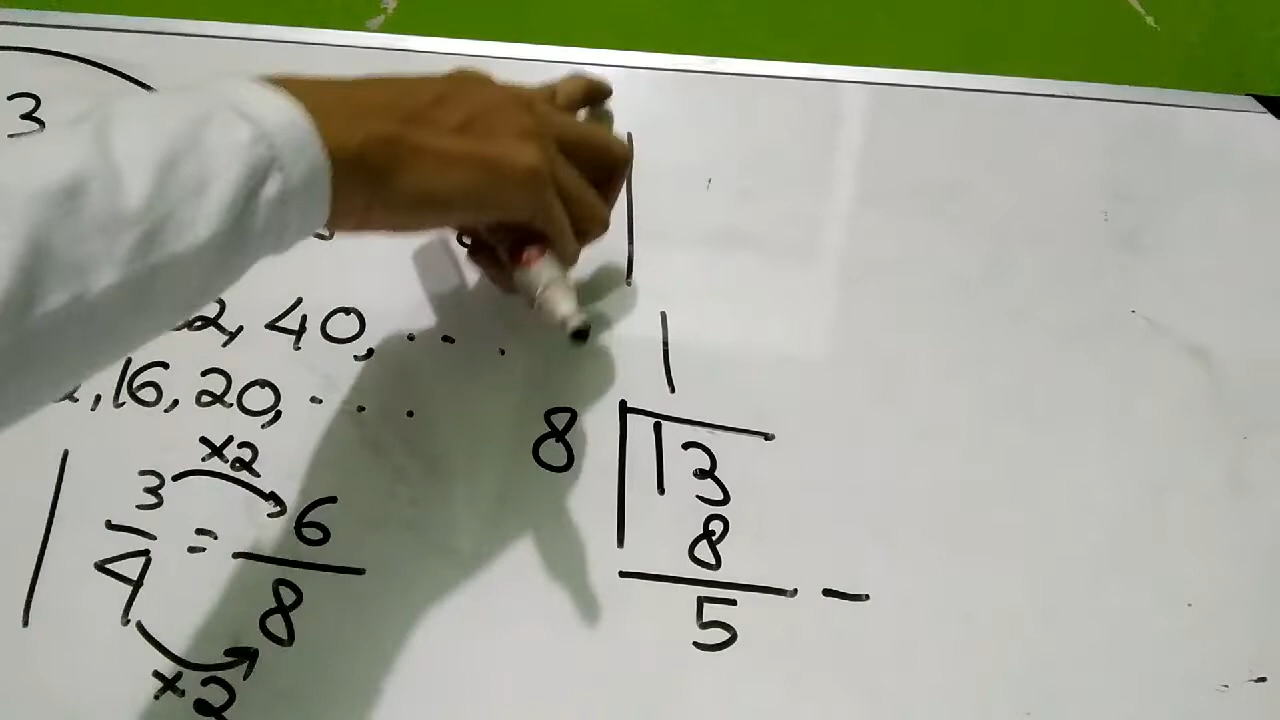 3
2, 40, ...
, 16, 20, ...
×2
3/4 = 6/8
×2
1
8 13
8
5 −